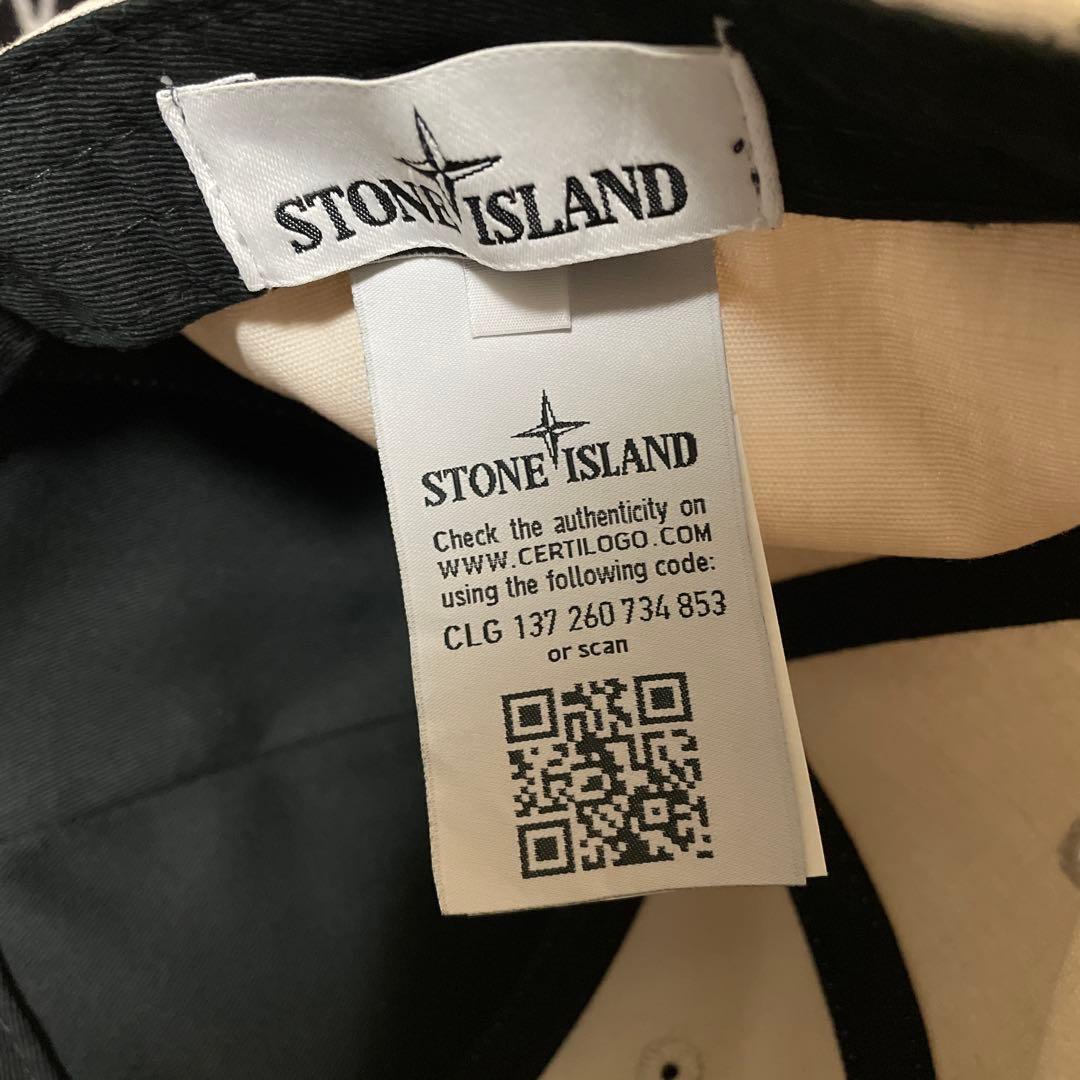 STONE ISLAND
STONE ISLAND
Check the authenticity on
WWW.CERTILOGO.COM
using the following code:
CLG 137 260 734 853
or scan